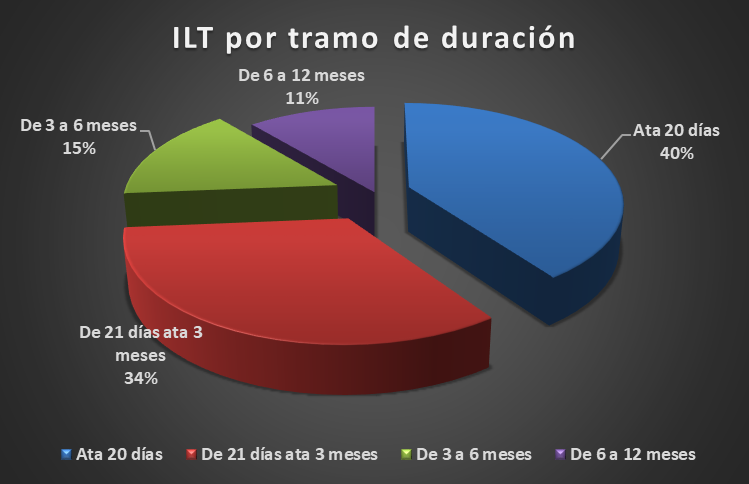 ILT por tramo de duración
De 6 a 12 meses
11%
De 3 a 6 meses
15%
Ata 20 días
40%
De 21 días ata 3
meses
34%
Ata 20 días De 21 días ata 3 meses De 3 a 6 meses De 6 a 12 meses